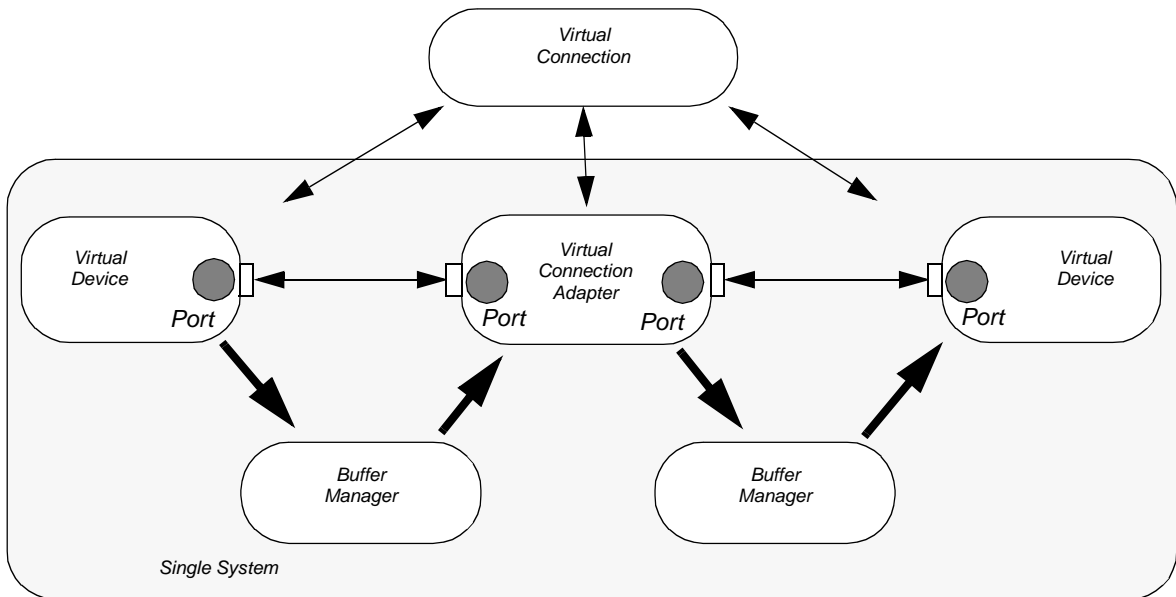 Virtual
Connection
Virtual
Device
Virtual
Connection
Adapter
Virtual
Device
Port
Port
Port
Port
Buffer
Manager
Buffer
Manager
Single System